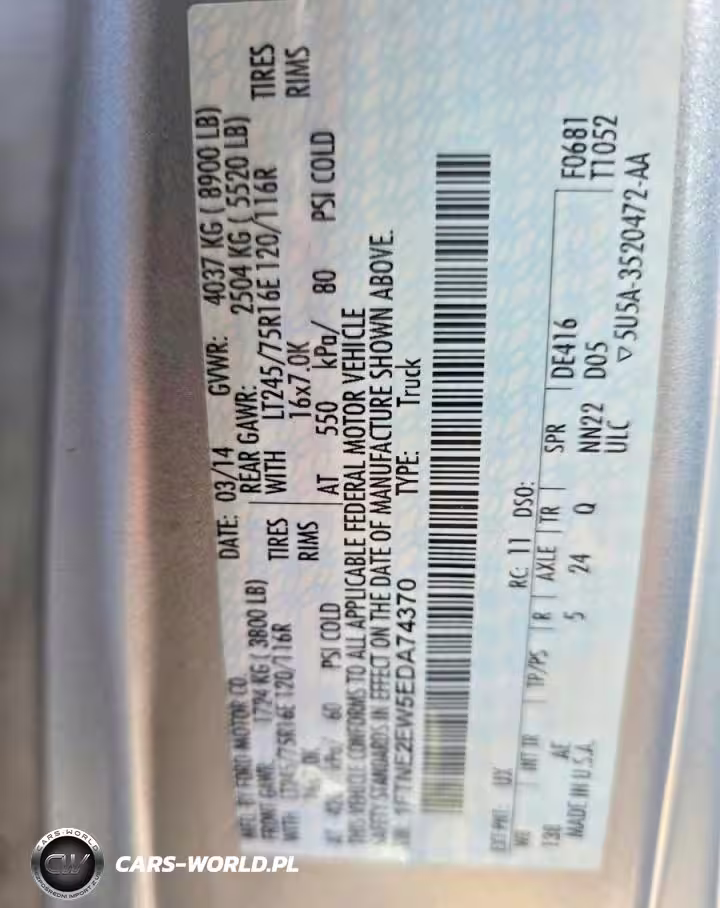 MFD. BY FORD MOTOR CO. DATE: 03/14 GVWR: 4037 KG ( 8900 LB)
FRONT GAWR: 1724 KG ( 3800 LB) REAR GAWR: 2504 KG ( 5520 LB)
WITH LT245/75R16E 120/116R TIRES WITH LT245/75R16E 120/116R TIRES
RIMS 16x7.0K RIMS
AT kPa/ 60 PSI COLD AT 550 kPa/ 80 PSI COLD
THIS VEHICLE CONFORMS TO ALL APPLICABLE FEDERAL MOTOR VEHICLE
SAFETY STANDARDS IN EFFECT ON THE DATE OF MANUFACTURE SHOWN ABOVE.
1FTNE2EW5EDA74370 TYPE: Truck
F0681
T1052
EXT PNT: UX RC: 11 DSO:
WB INT TR TP/PS R AXLE TR SPR DE416
138 AE 5 24 Q NN22 D05
MADE IN U.S.A. ULC
▽5U5A-3520472-AA
CARS-WORLD
CW
BEZPOŚREDNI IMPORT Z U
CARS-WORLD.PL